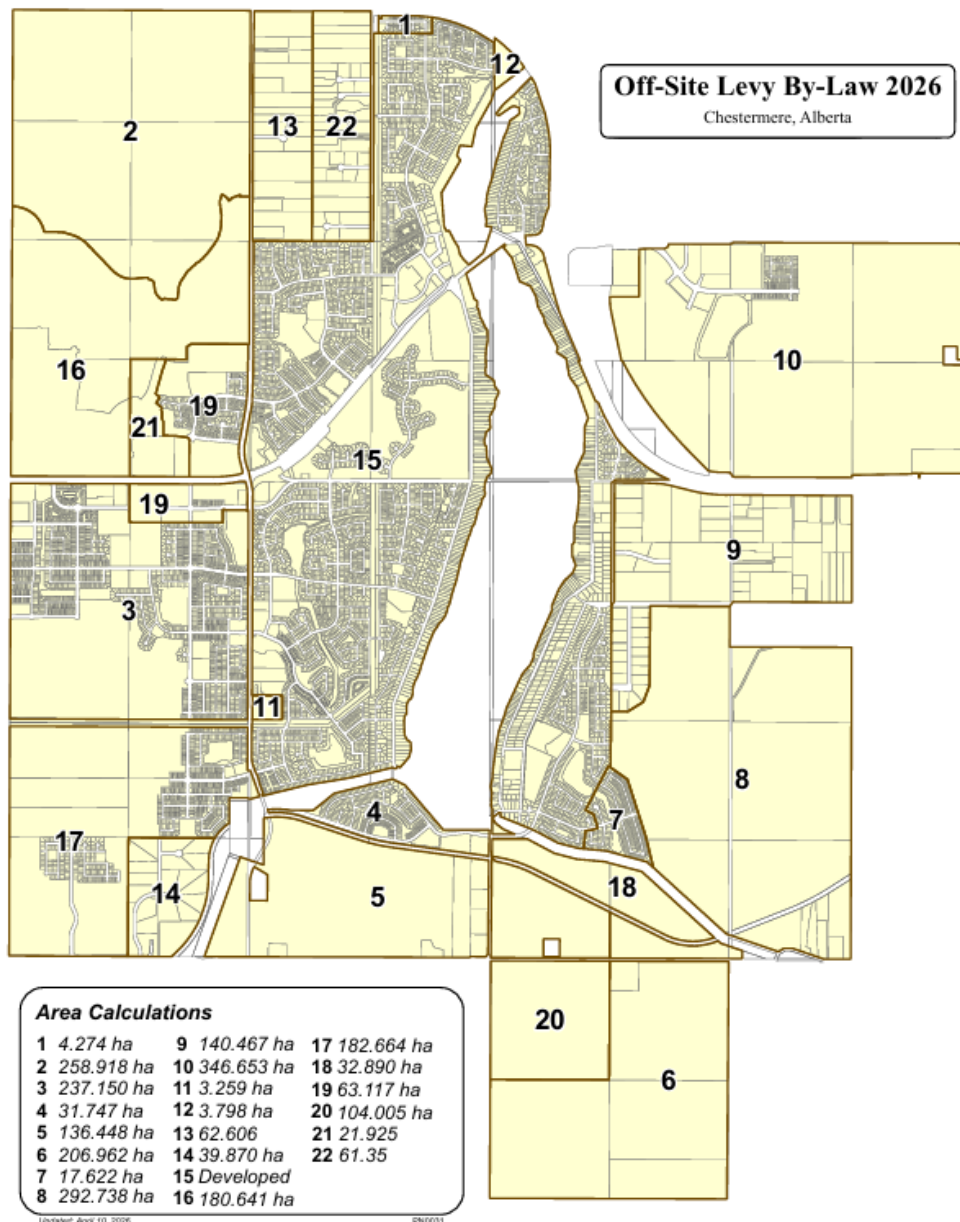 Off-Site Levy By-Law 2026
Chestermere, Alberta
1
12
2
13
22
10
16
19
21
15
19
9
3
11
8
4
7
17
14
18
5
20
6
Area Calculations
1 4.274 ha
2 258.918 ha
3 237.150 ha
4 31.747 ha
5 136.448 ha
6 206.962 ha
7 17.622 ha
8 292.738 ha
9 140.467 ha
10 346.653 ha
11 3.259 ha
12 3.798 ha
13 62.606
14 39.870 ha
15 Developed
16 180.641 ha
17 182.664 ha
18 32.890 ha
19 63.117 ha
20 104.005 ha
21 21.925
22 61.35
Updated: April 10, 2026